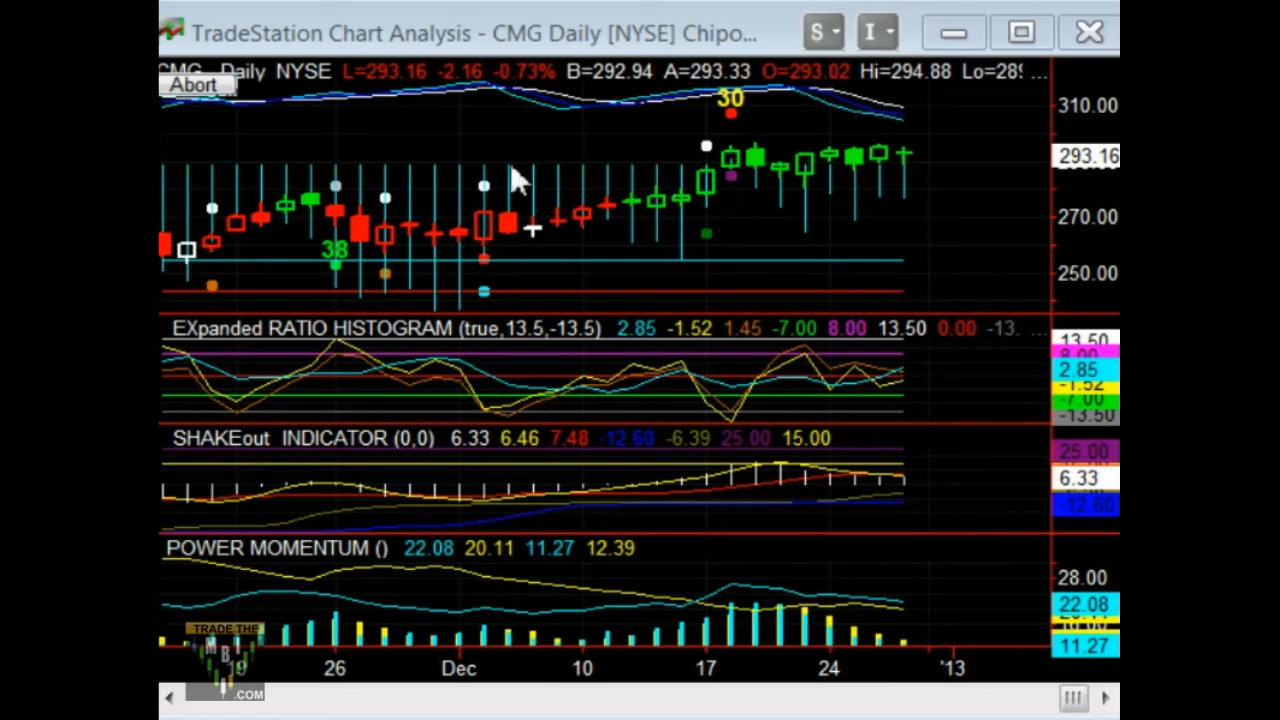 TradeStation Chart Analysis - CMG Daily [NYSE] Chipo...
S
I
CMG Daily NYSE L=293.16 -2.16 -0.73% B=292.94 A=293.33 O=293.02 Hi=294.88 Lo=289 ...
Abort
30
310.00
293.16
270.00
38
250.00
EXpanded RATIO HISTOGRAM (true,13.5,-13.5) 2.85 -1.52 1.45 -7.00 8.00 13.50 0.00 -13. ...
13.50
8.00
2.85
-1.52
-7.00
-13.50
SHAKEout INDICATOR (0,0) 6.33 6.46 7.48 -12.60 -6.39 25.00 15.00
25.00
6.33
-12.60
POWER MOMENTUM () 22.08 20.11 11.27 12.39
28.00
22.08
11.27
TRADE THE
M
B
.COM
19 26 Dec 10 17 24 '13